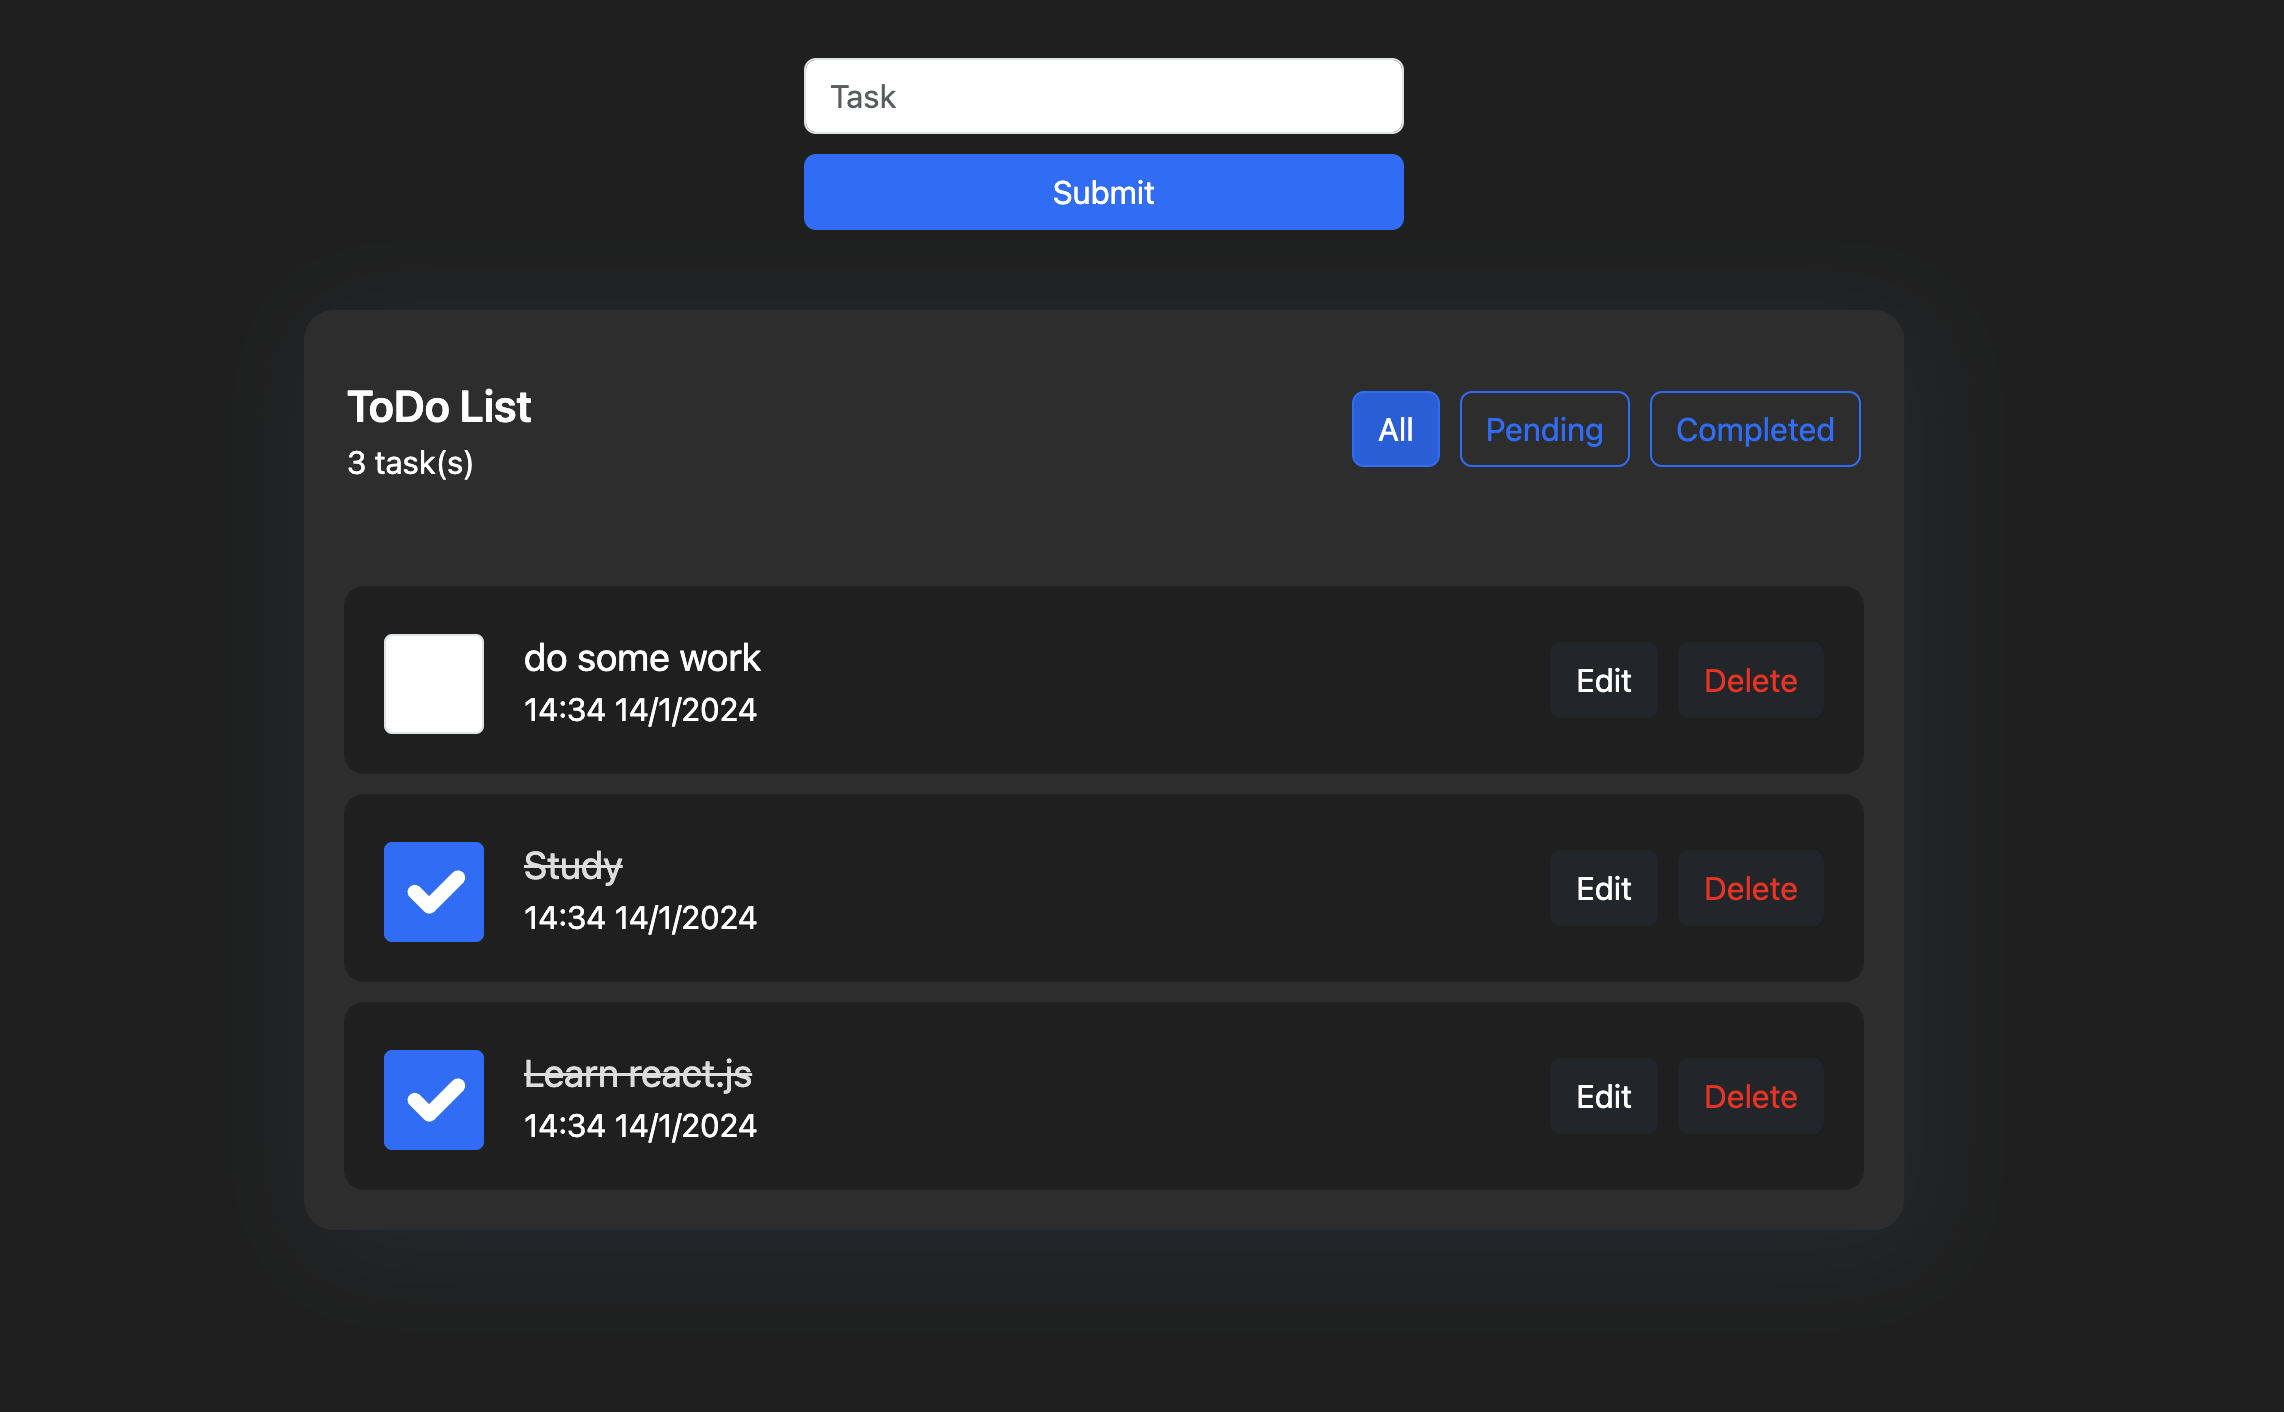 Task
Submit
ToDo List
3 task(s)
All
Pending
Completed
do some work
14:34 14/1/2024
Edit
Delete
Study
14:34 14/1/2024
Edit
Delete
Learn react.js
14:34 14/1/2024
Edit
Delete